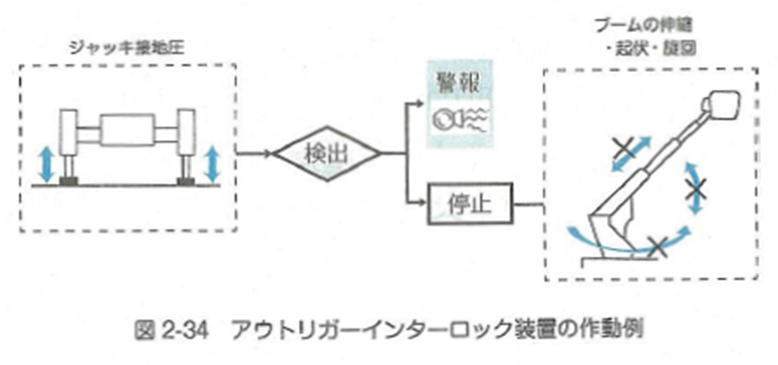 ジャッキ接地圧
検出
警報
停止
ブームの伸縮
・起伏・旋回
図2-34 アウトリガーインターロック装置の作動例